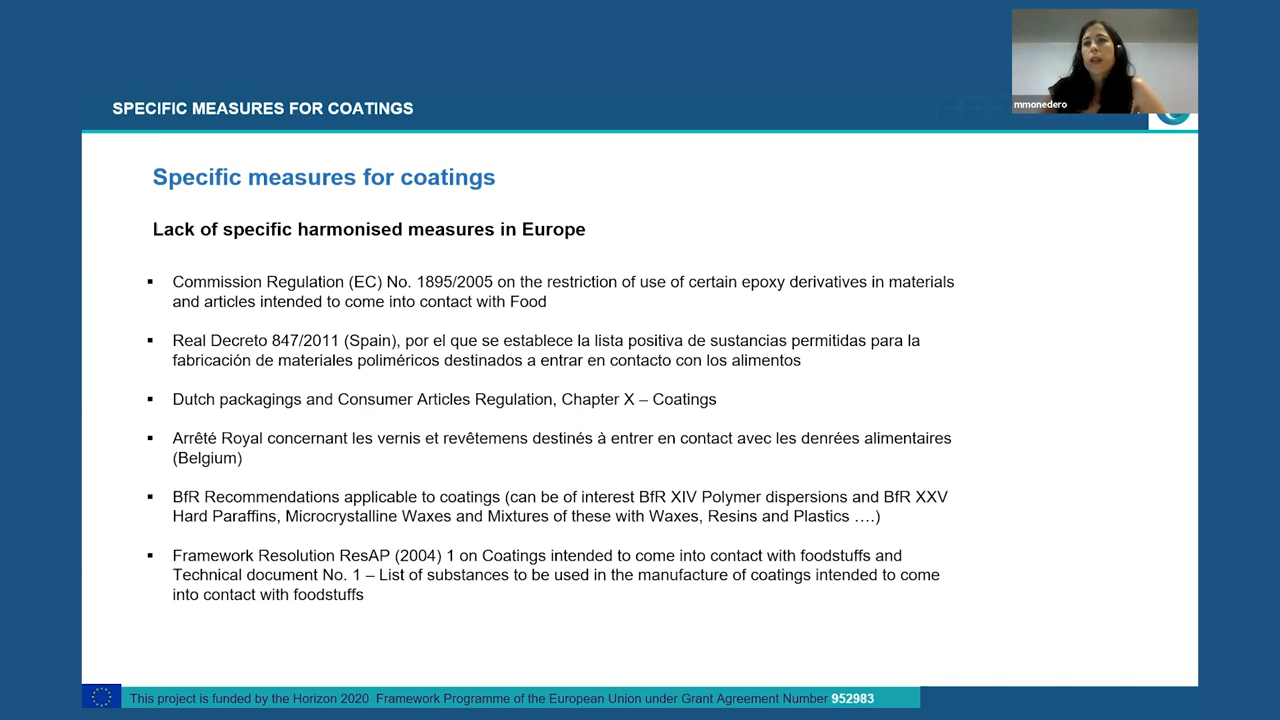 mmonedero
SPECIFIC MEASURES FOR COATINGS
Specific measures for coatings
Lack of specific harmonised measures in Europe
▪ Commission Regulation (EC) No. 1895/2005 on the restriction of use of certain epoxy derivatives in materials
and articles intended to come into contact with Food
▪ Real Decreto 847/2011 (Spain), por el que se establece la lista positiva de sustancias permitidas para la
fabricación de materiales poliméricos destinados a entrar en contacto con los alimentos
▪ Dutch packagings and Consumer Articles Regulation, Chapter X – Coatings
▪ Arrêté Royal concernant les vernis et revêtemens destinés à entrer en contact avec les denrées alimentaires
(Belgium)
▪ BfR Recommendations applicable to coatings (can be of interest BfR XIV Polymer dispersions and BfR XXV
Hard Paraffins, Microcrystalline Waxes and Mixtures of these with Waxes, Resins and Plastics ….)
▪ Framework Resolution ResAP (2004) 1 on Coatings intended to come into contact with foodstuffs and
Technical document No. 1 – List of substances to be used in the manufacture of coatings intended to come
into contact with foodstuffs
This project is funded by the Horizon 2020 Framework Programme of the European Union under Grant Agreement Number 952983